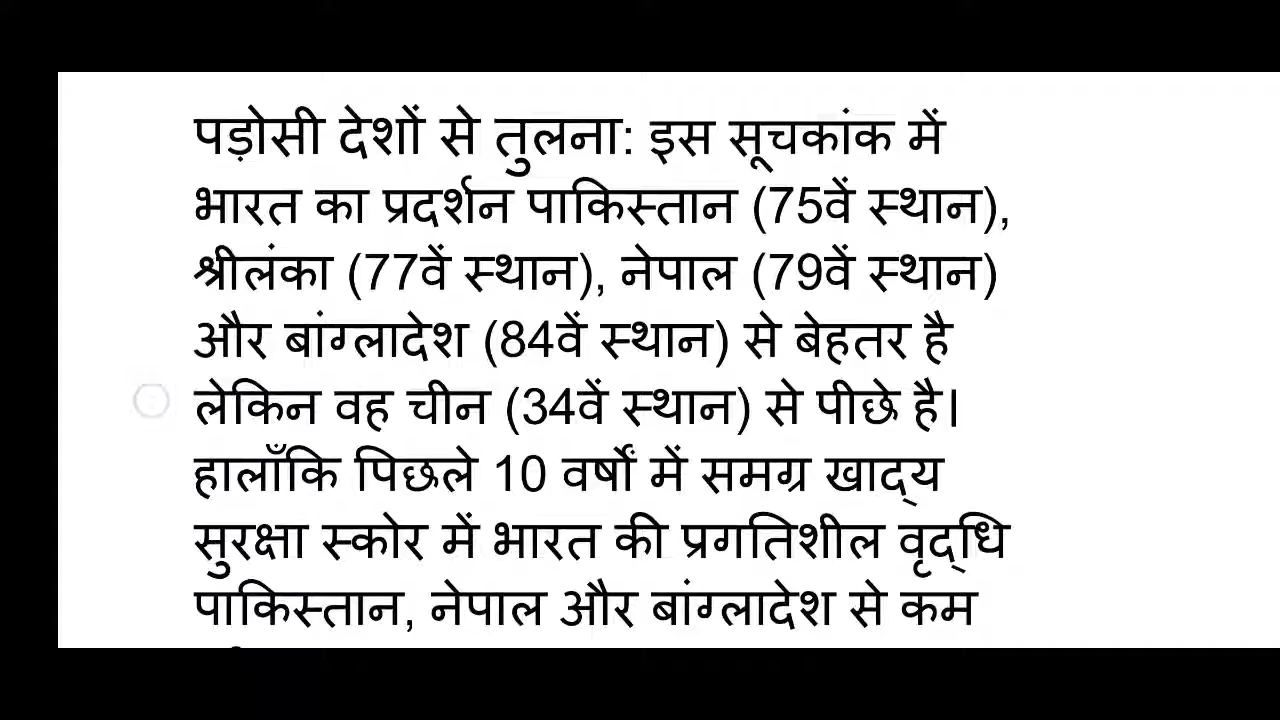 पड़ोसी देशों से तुलना: इस सूचकांक में
भारत का प्रदर्शन पाकिस्तान (75वें स्थान),
श्रीलंका (77वें स्थान), नेपाल (79वें स्थान)
और बांग्लादेश (84वें स्थान) से बेहतर है
लेकिन वह चीन (34वें स्थान) से पीछे है।
हालाँकि पिछले 10 वर्षों में समग्र खाद्य
सुरक्षा स्कोर में भारत की प्रगतिशील वृद्धि
पाकिस्तान, नेपाल और बांग्लादेश से कम